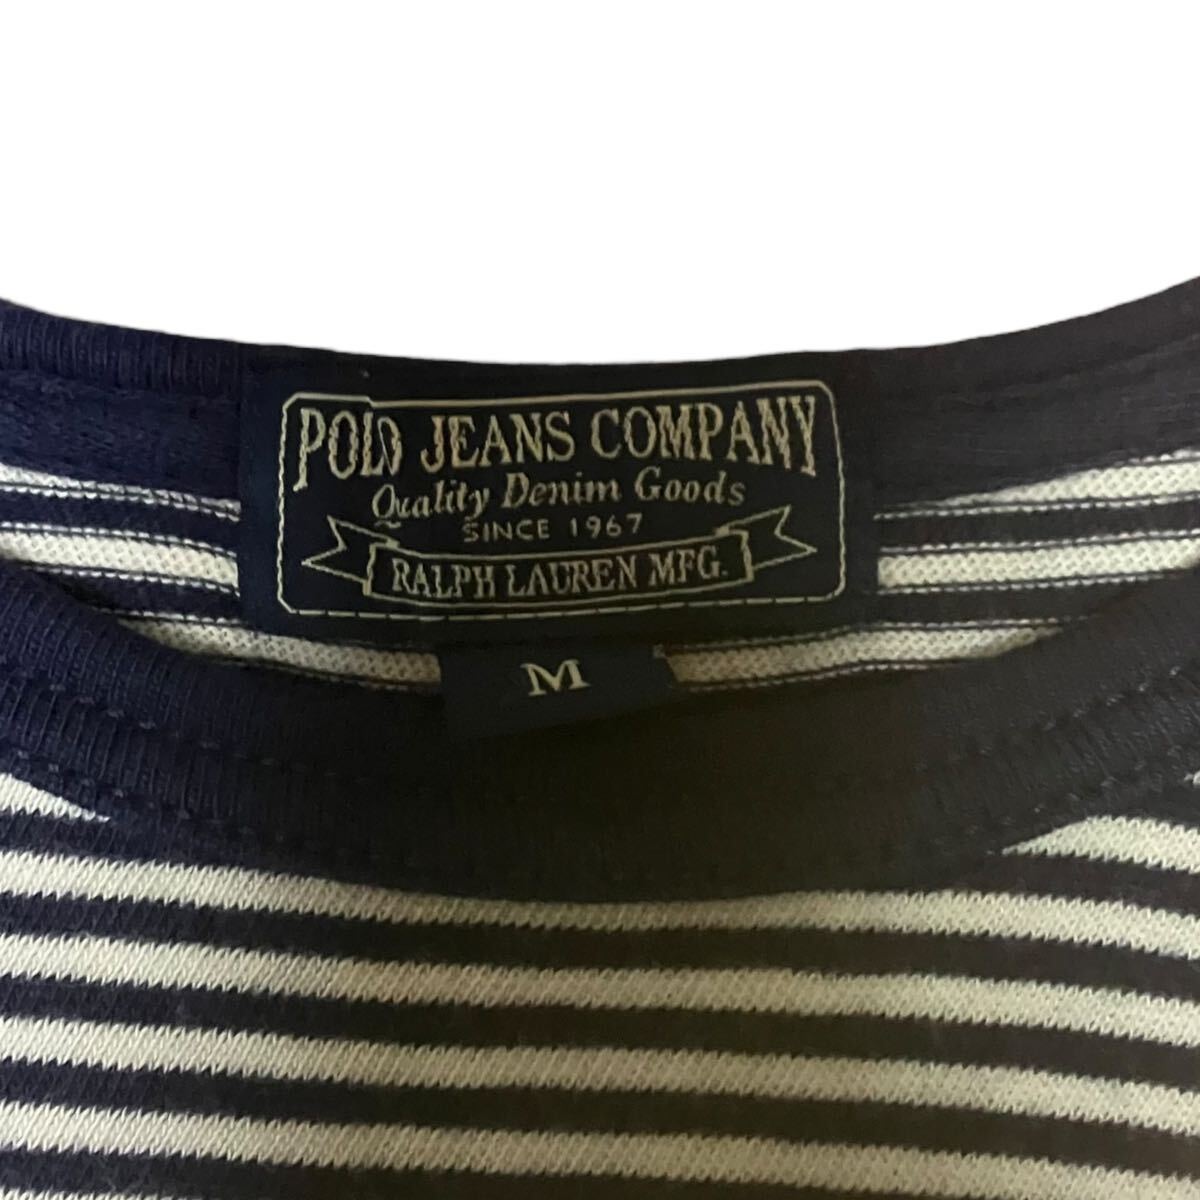 POLO JEANS COMPANY
Quality Denim Goods
SINCE 1967
RALPH LAUREN MFG.
M